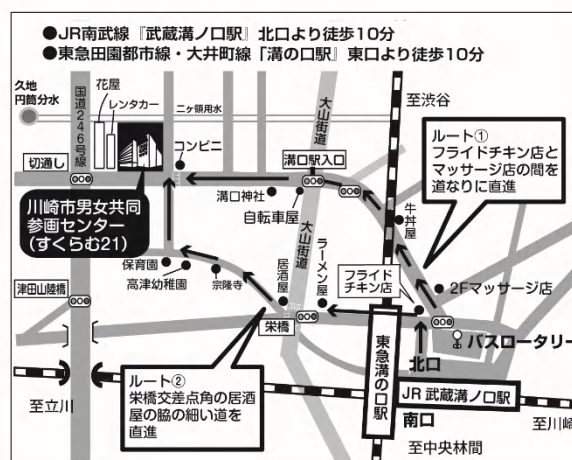 ●JR南武線『武蔵溝ノ口駅』北口より徒歩10分
●東急田園都市線・大井町線「溝の口駅」東口より徒歩10分
久地
円筒分水
国道246号線
花屋
レンタカー
二ヶ領用水
大山街道
至渋谷
コンビニ
切通し
溝口駅入口
ルート①
フライドチキン店と
マッサージ店の間を
道なりに直進
川崎市男女共同
参画センター
(すくらむ21)
溝口神社
自転車屋
大山街道
牛丼屋
保育園
高津幼稚園
宗隆寺
居酒屋
ラーメン屋
フライド
チキン店
2Fマッサージ店
津田山陸橋
栄橋
北口
バスロータリー
ルート②
栄橋交差点角の居酒
屋の脇の細い道を
直進
東急溝の口駅
JR 武蔵溝ノ口駅
南口
至立川
至川崎
至中央林間